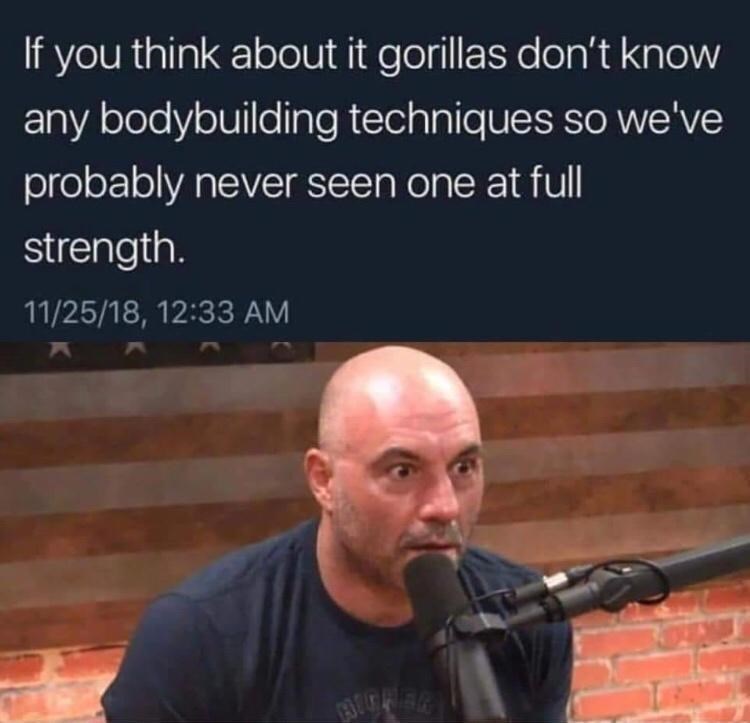 If you think about it gorillas don't know
any bodybuilding techniques so we've
probably never seen one at full
strength.
11/25/18, 12:33 AM
HIGHER